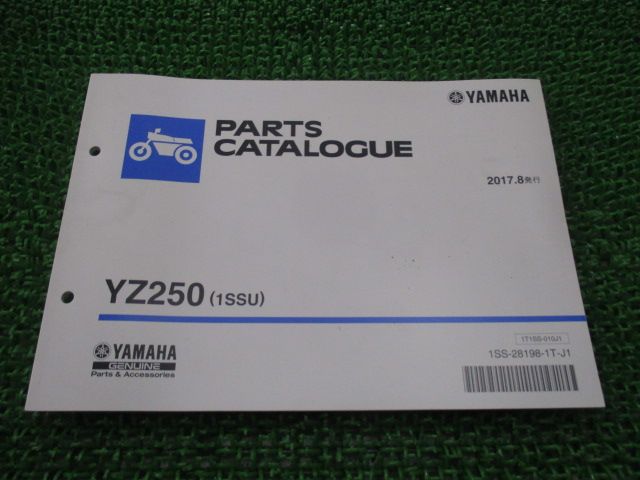 YAMAHA
PARTS
CATALOGUE
2017.8発行
YZ250 (1SSU)
YAMAHA
GENUINE
Parts & Accessories
1T1SS-010J1
1SS-28198-1T-J1